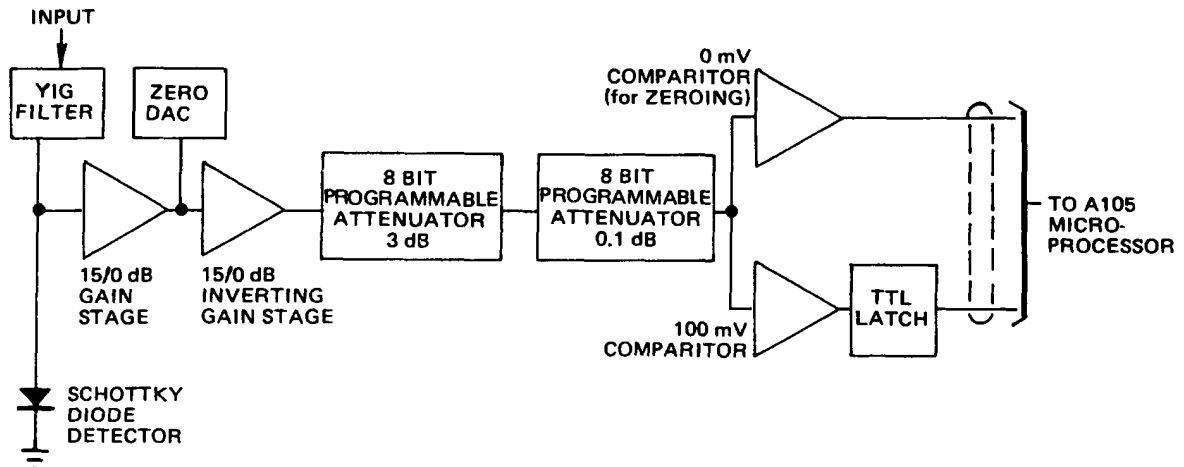 INPUT
YIG
FILTER
ZERO
DAC
15/0 dB
GAIN
STAGE
15/0 dB
INVERTING
GAIN STAGE
8 BIT
PROGRAMMABLE
ATTENUATOR
3 dB
8 BIT
PROGRAMMABLE
ATTENUATOR
0.1 dB
0 mV
COMPARITOR
(for ZEROING)
100 mV
COMPARITOR
TTL
LATCH
TO A105
MICRO-
PROCESSOR
SCHOTTKY
DIODE
DETECTOR